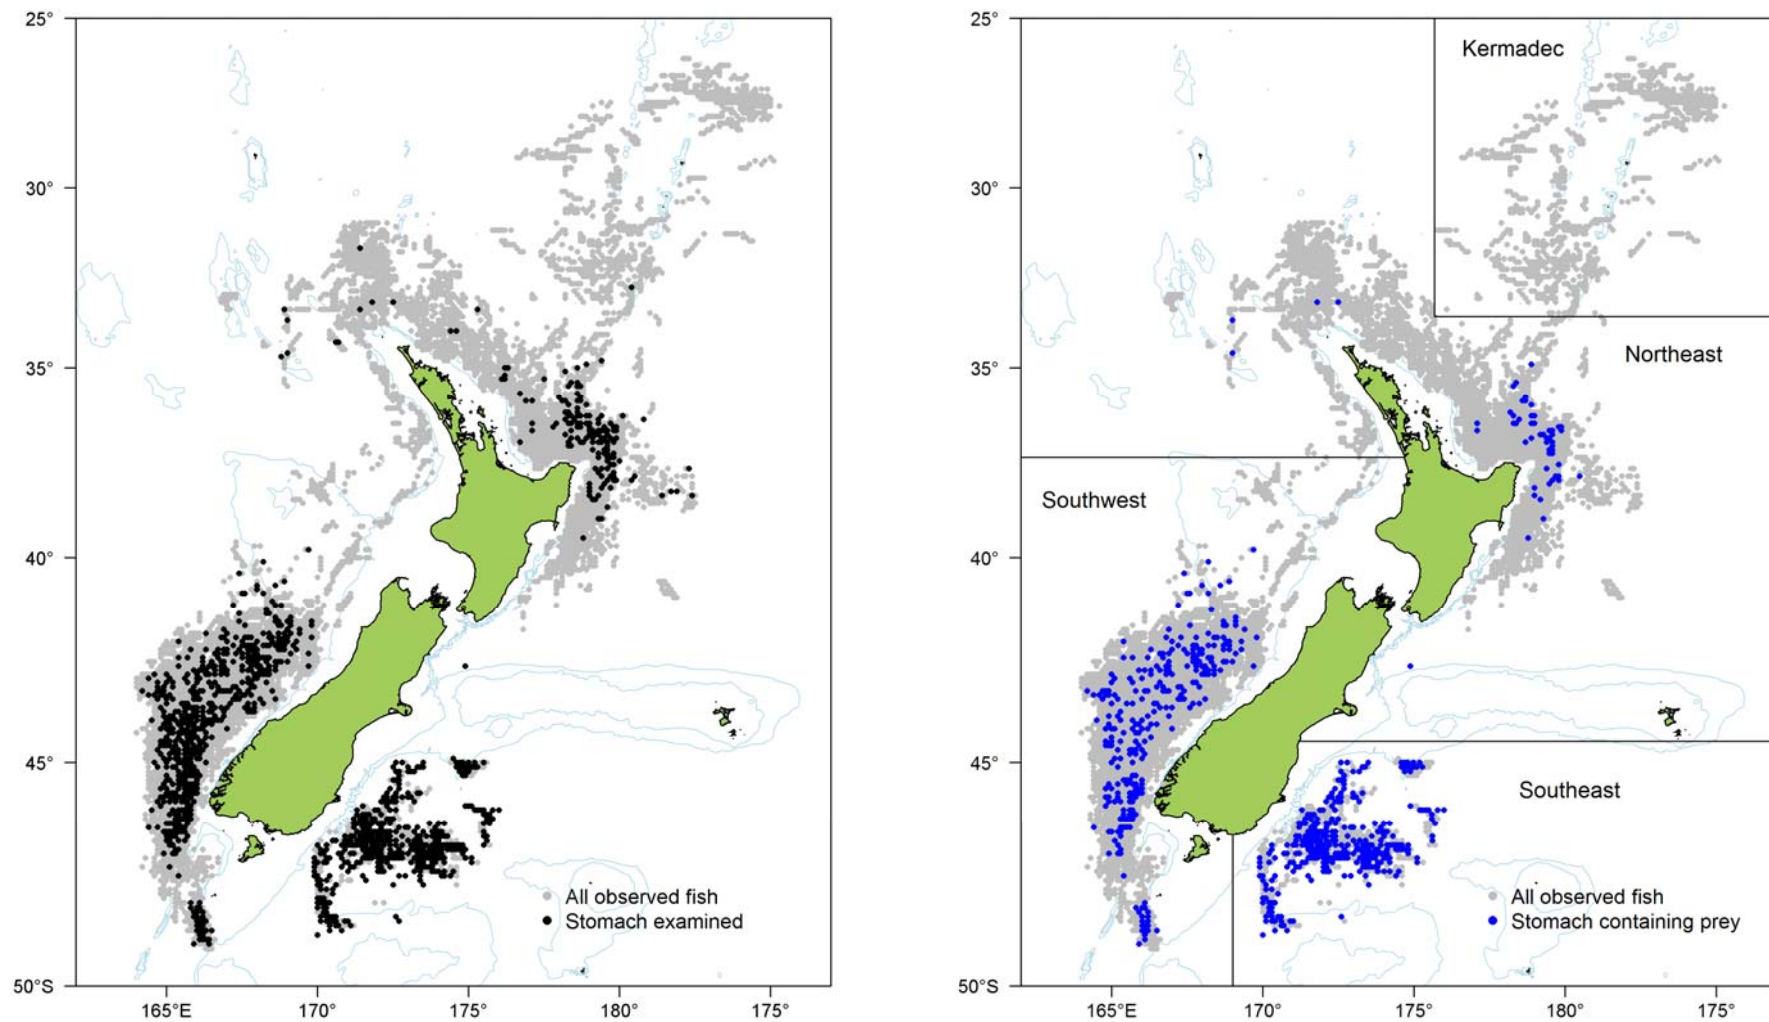 25°
30°
35°
40°
45°
50°S
165°E
170°
175°
180°
175°
All observed fish
Stomach examined
25°
30°
35°
40°
45°
50°S
165°E
170°
175°
180°
175°
Kermadec
Northeast
Southwest
Southeast
All observed fish
Stomach containing prey